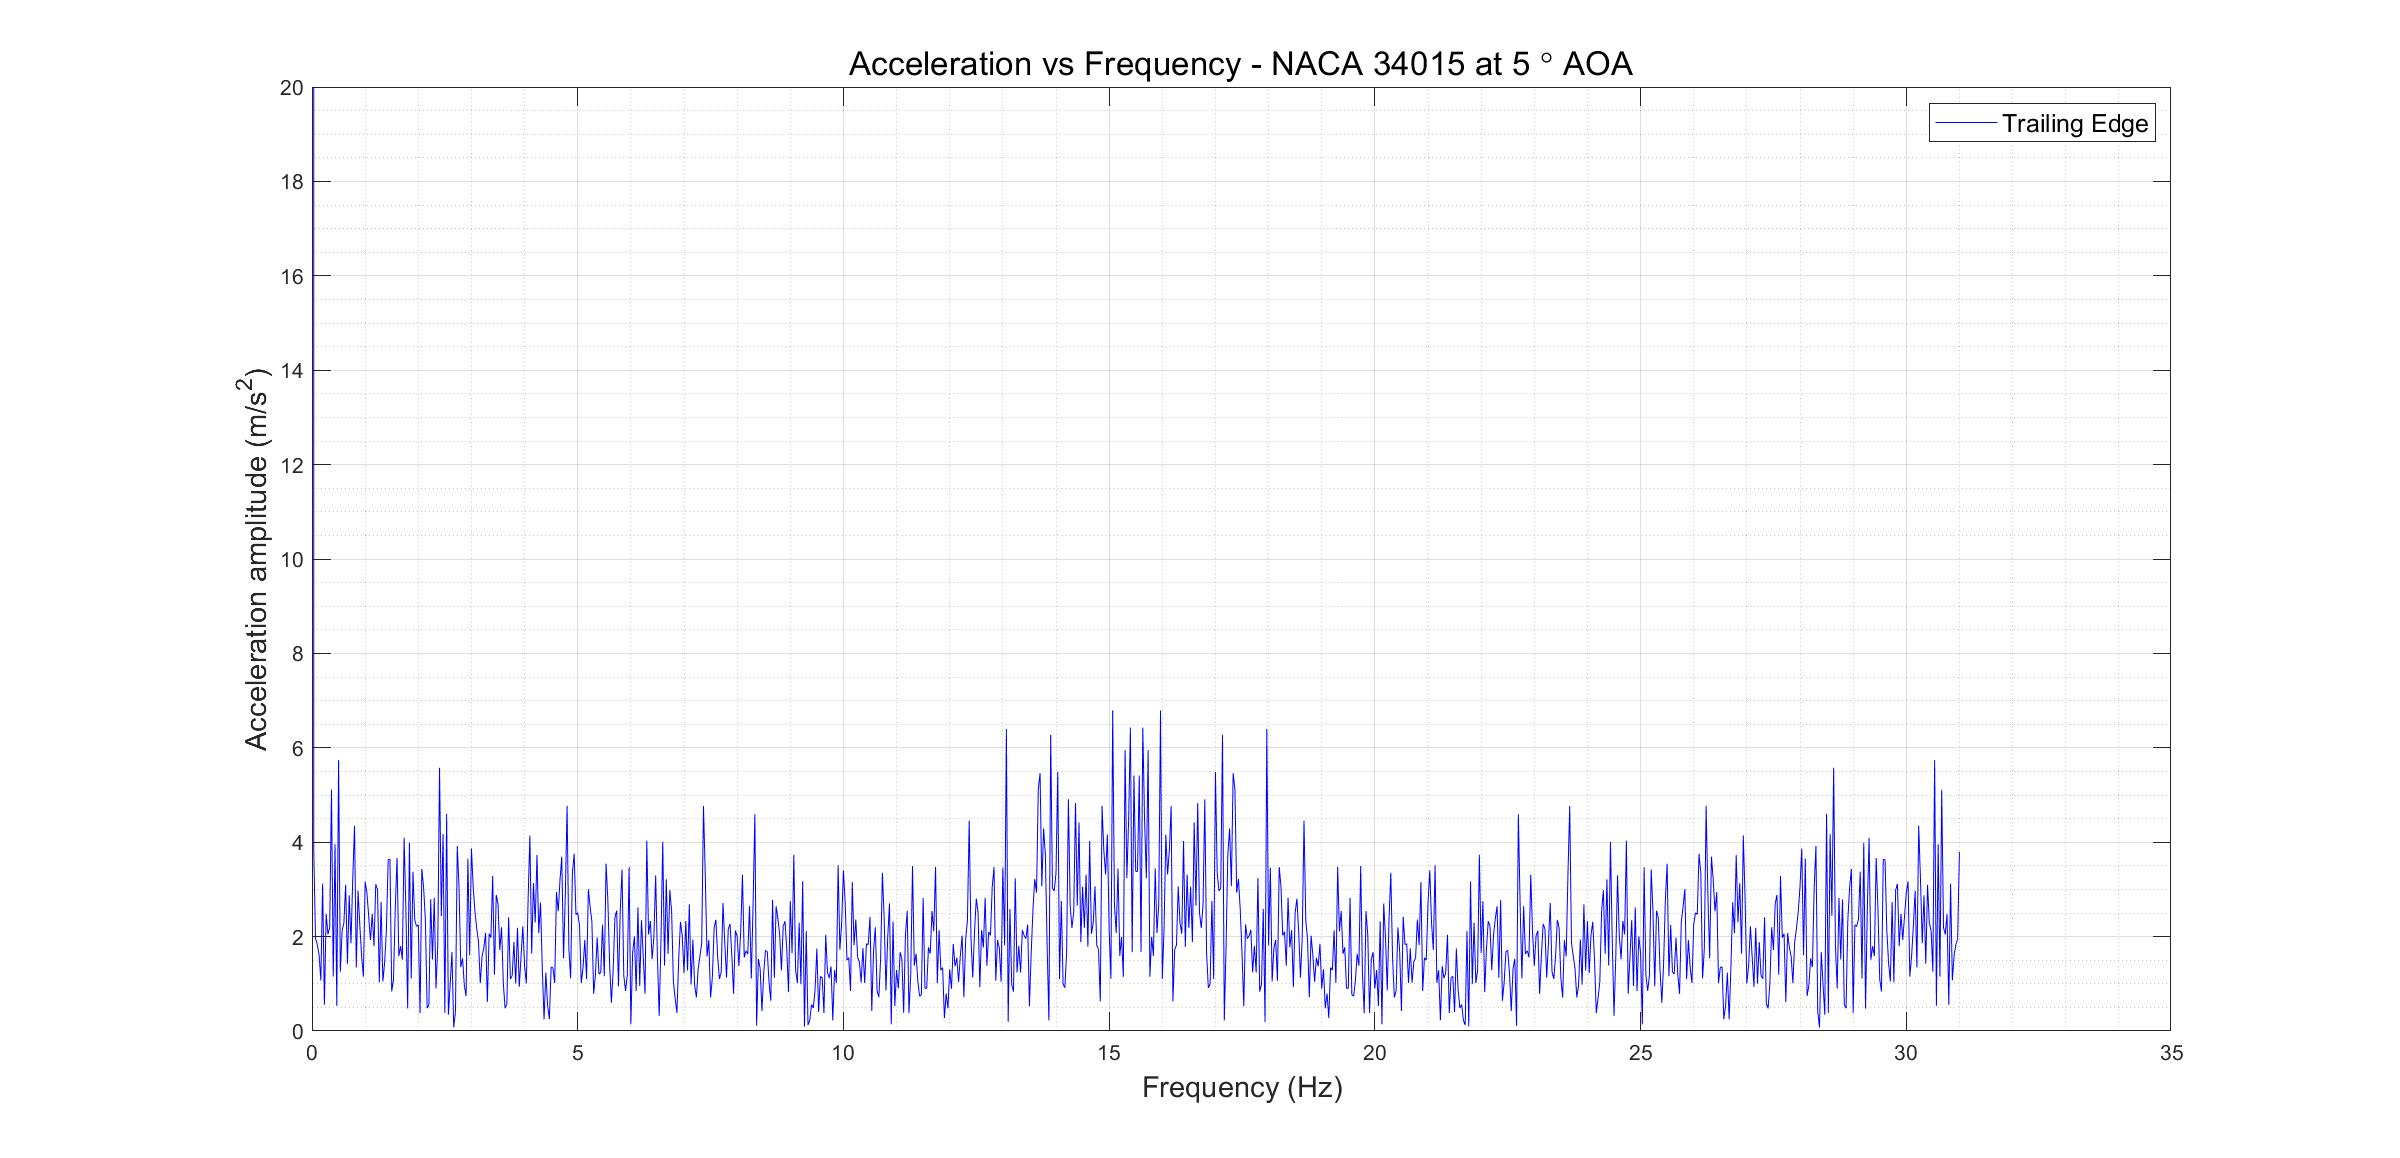 Acceleration vs Frequency - NACA 34015 at 5 ° AOA
Trailing Edge
20
18
16
14
12
10
8
6
4
2
0
Acceleration amplitude (m/s²)
0 5 10 15 20 25 30 35
Frequency (Hz)